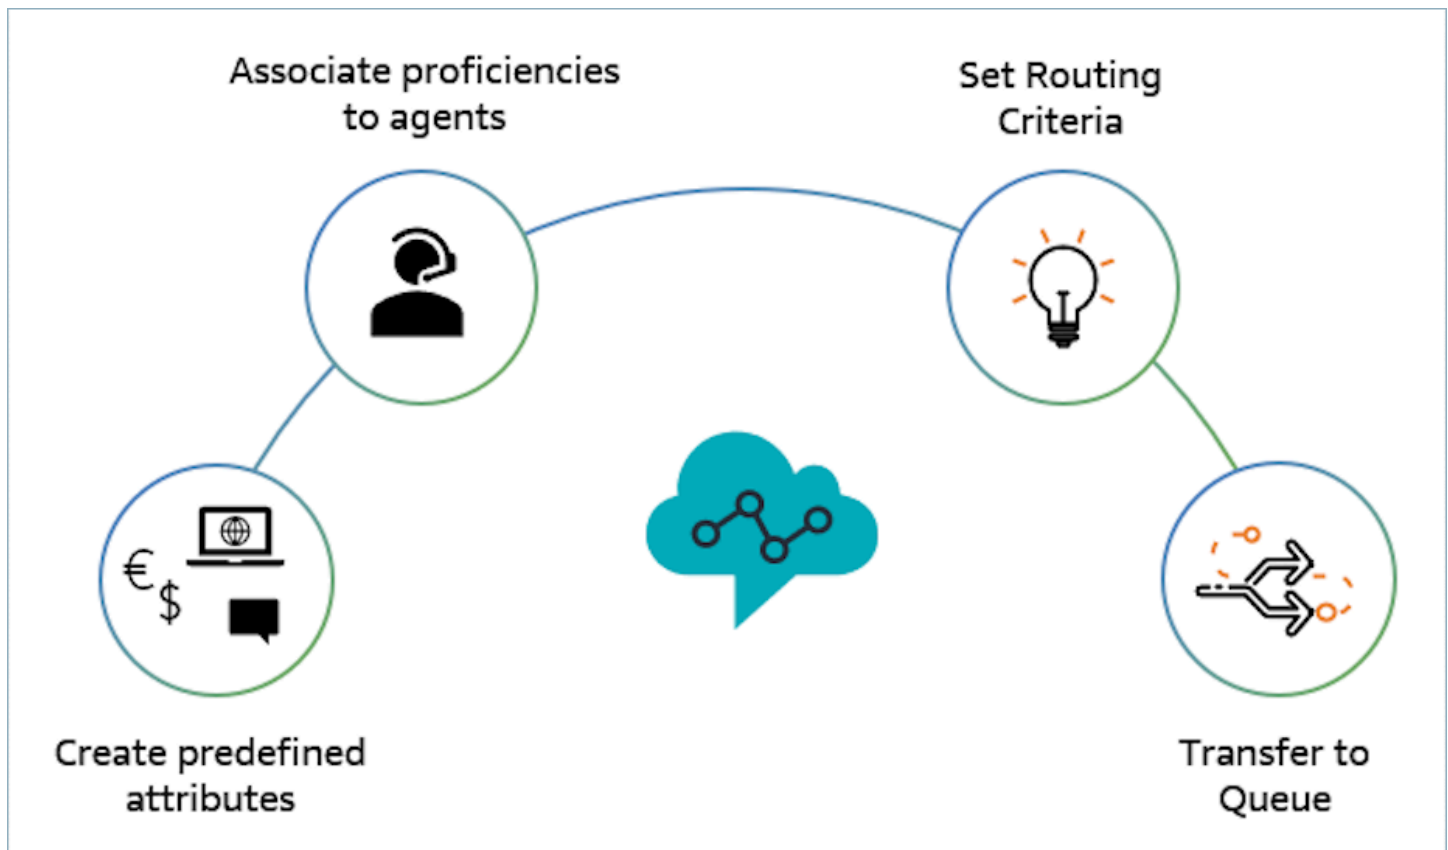 Associate proficiencies
to agents
Set Routing
Criteria
€
$
Create predefined
attributes
Transfer to
Queue